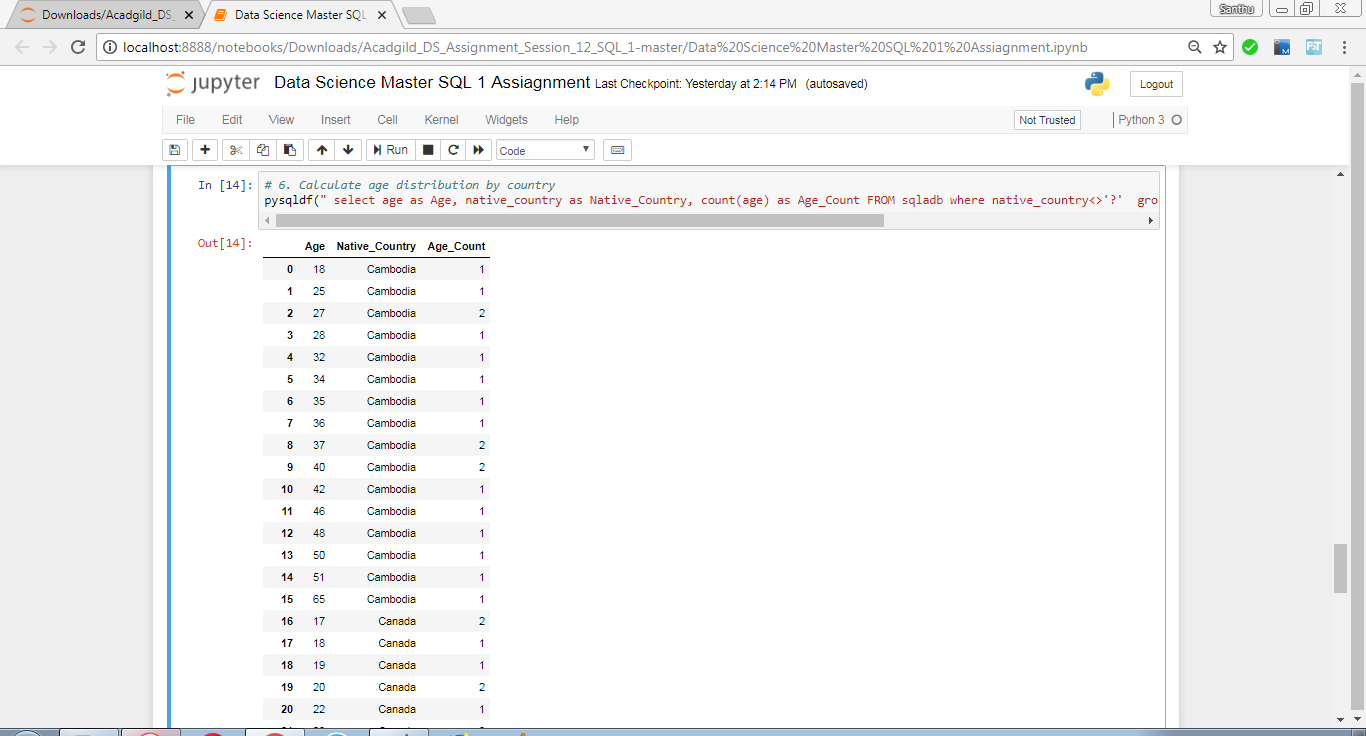 Downloads/Acadgild_DS_
Data Science Master SQL
Santhu
localhost:8888/notebooks/Downloads/Acadgild_DS_Assignment_Session_12_SQL_1-master/Data%20Science%20Master%20SQL%201%20Assiagnment.ipynb
jupyter Data Science Master SQL 1 Assiagnment Last Checkpoint: Yesterday at 2:14 PM (autosaved)
Logout
File Edit View Insert Cell Kernel Widgets Help
Not Trusted
Python 3
Run
Code
In [14]: # 6. Calculate age distribution by country
pysqldf(" select age as Age, native_country as Native_Country, count(age) as Age_Count FROM sqladb where native_country<>'?'  gro
Out[14]:
Age Native_Country Age_Count
0 18 Cambodia 1
1 25 Cambodia 1
2 27 Cambodia 2
3 28 Cambodia 1
4 32 Cambodia 1
5 34 Cambodia 1
6 35 Cambodia 1
7 36 Cambodia 1
8 37 Cambodia 2
9 40 Cambodia 2
10 42 Cambodia 1
11 46 Cambodia 1
12 48 Cambodia 1
13 50 Cambodia 1
14 51 Cambodia 1
15 65 Cambodia 1
16 17 Canada 2
17 18 Canada 1
18 19 Canada 1
19 20 Canada 2
20 22 Canada 1